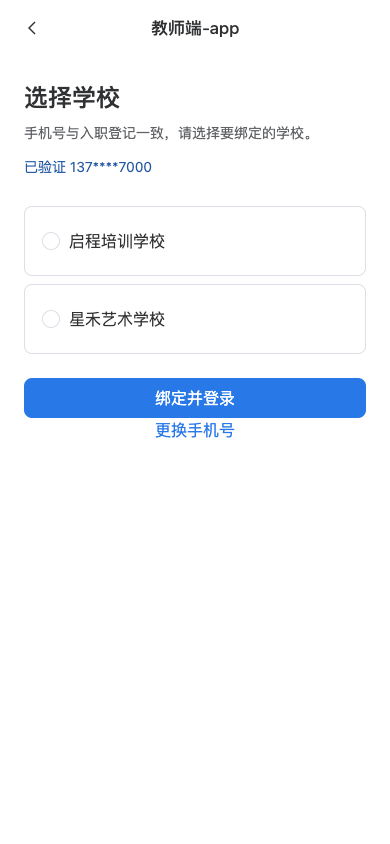 教师端-app
选择学校
手机号与入职登记一致，请选择要绑定的学校。
已验证 137****7000
启程培训学校
星禾艺术学校
绑定并登录
更换手机号